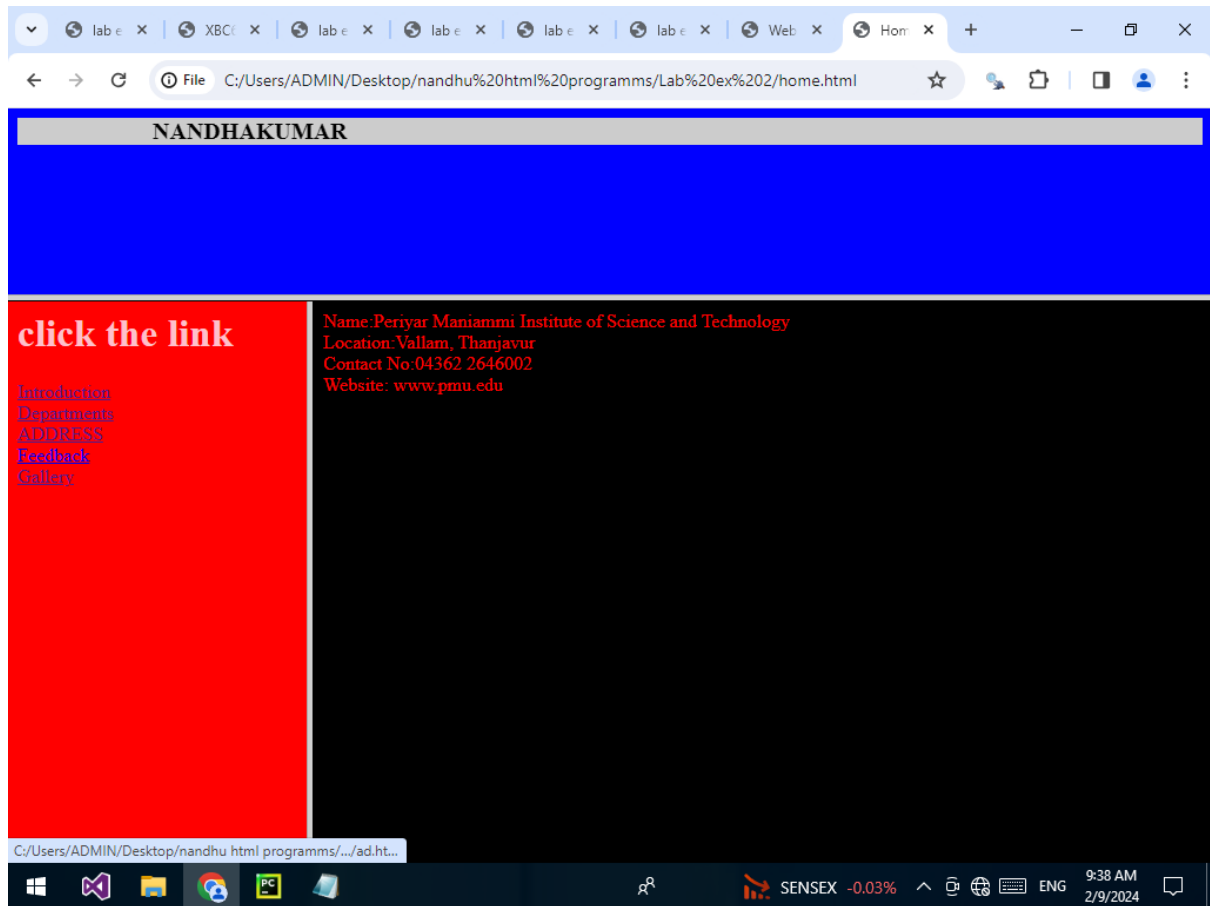 lab e
XBC
lab e
lab e
lab e
lab e
Web
Hom
File C:/Users/ADMIN/Desktop/nandhu%20html%20programms/Lab%20ex%202/home.html
NANDHAKUMAR
click the link
Introduction
Departments
ADDRESS
Feedback
Gallery
Name:Periyar Maniammi Institute of Science and Technology
Location:Vallam, Thanjavur
Contact No:04362 2646002
Website: www.pmu.edu
C:/Users/ADMIN/Desktop/nandhu html programms/.../ad.ht...
PC
SENSEX -0.03%
ENG
9:38 AM
2/9/2024